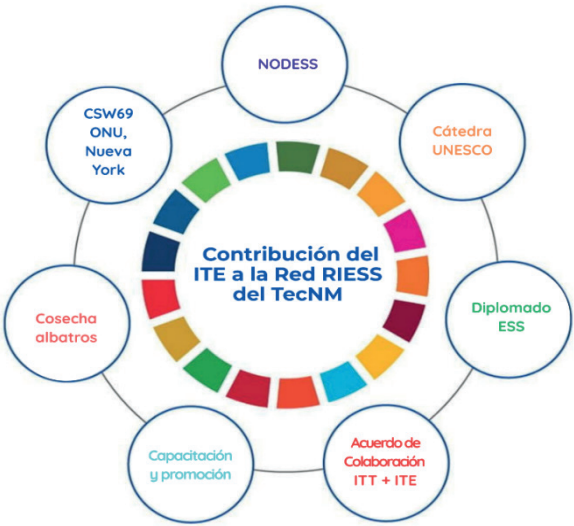 NODESS
Cátedra
UNESCO
Diplomado
ESS
Acuerdo de
Colaboración
ITT + ITE
Capacitación
y promoción
Cosecha
albatros
CSW69
ONU,
Nueva
York
Contribución del
ITE a la Red RIESS
del TecNM